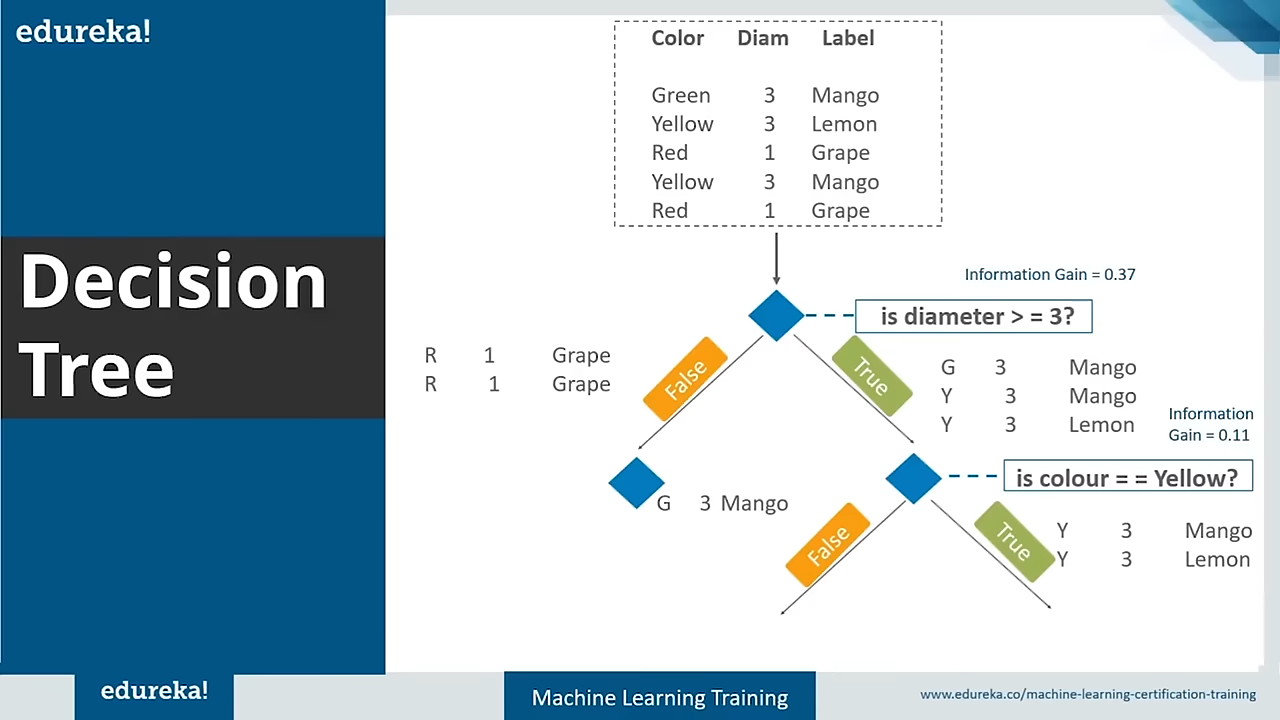 edureka!
Decision
Tree
Color Diam Label
Green 3 Mango
Yellow 3 Lemon
Red 1 Grape
Yellow 3 Mango
Red 1 Grape
Information Gain = 0.37
is diameter > = 3?
False
True
R 1 Grape
R 1 Grape
G 3 Mango
Y 3 Mango
Y 3 Lemon
Information
Gain = 0.11
is colour = = Yellow?
G 3 Mango
False
True
Y 3 Mango
Y 3 Lemon
edureka!
Machine Learning Training
www.edureka.co/machine-learning-certification-training